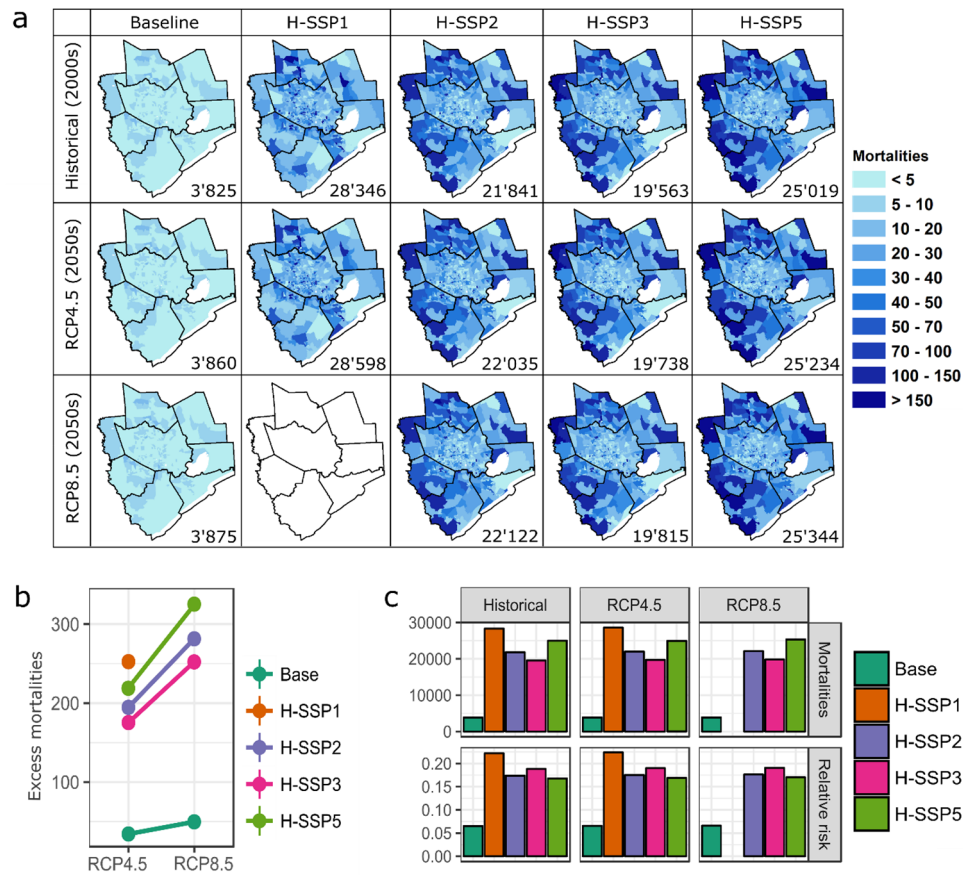 a
Baseline H-SSP1 H-SSP2 H-SSP3 H-SSP5
Historical (2000s)
3'825 28'346 21'841 19'563 25'019
RCP4.5 (2050s)
3'860 28'598 22'035 19'738 25'234
RCP8.5 (2050s)
3'875 22'122 19'815 25'344
Mortalities
< 5
5 - 10
10 - 20
20 - 30
30 - 40
40 - 50
50 - 70
70 - 100
100 - 150
> 150
b
Excess mortalities
300
200
100
RCP4.5 RCP8.5
Base
H-SSP1
H-SSP2
H-SSP3
H-SSP5
c
Historical RCP4.5 RCP8.5
30000
20000
10000
0
Mortalities
0.20
0.15
0.10
0.05
0.00
Relative risk
Base
H-SSP1
H-SSP2
H-SSP3
H-SSP5